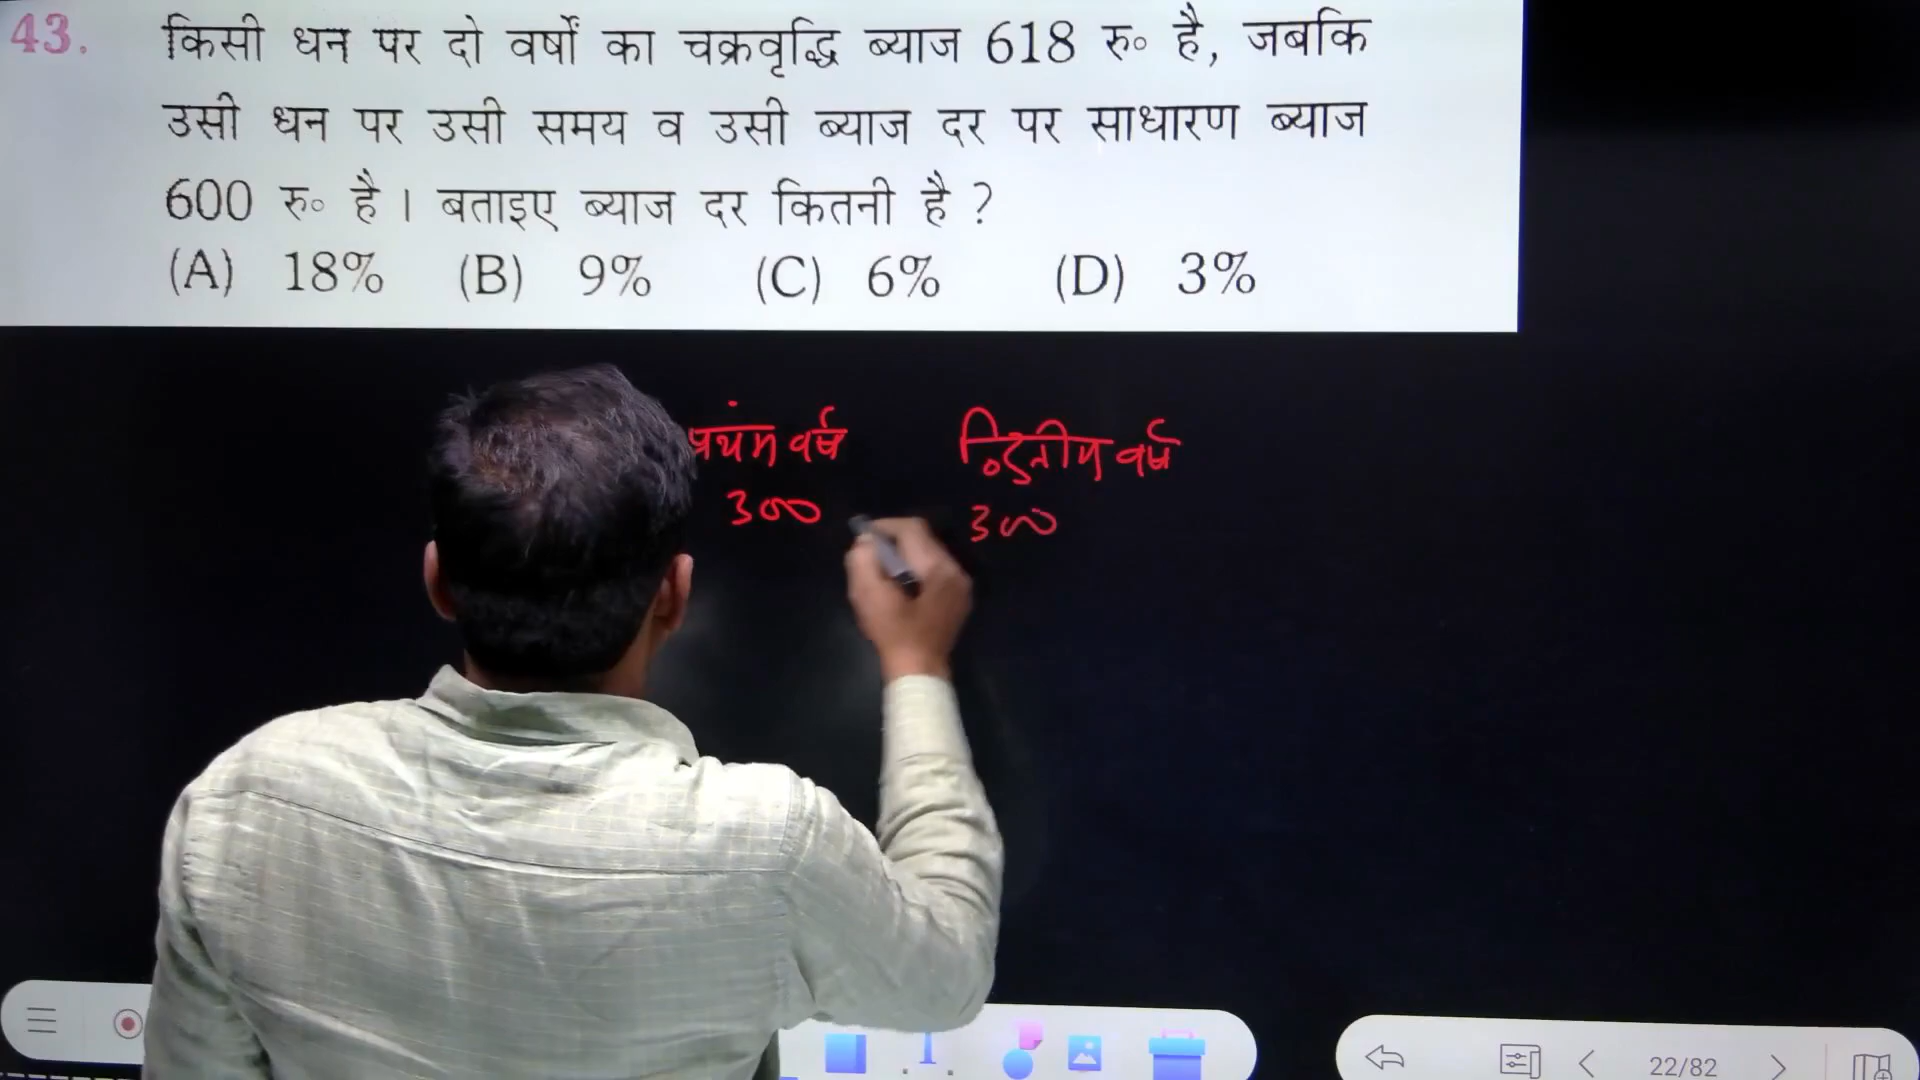 43. किसी धन पर दो वर्षों का चक्रवृद्धि ब्याज 618 रु० है, जबकि
उसी धन पर उसी समय व उसी ब्याज दर पर साधारण ब्याज
600 रु० है। बताइए ब्याज दर कितनी है ?
(A) 18% (B) 9% (C) 6% (D) 3%
प्रथम वर्ष द्वितीय वर्ष
300 300
22/82